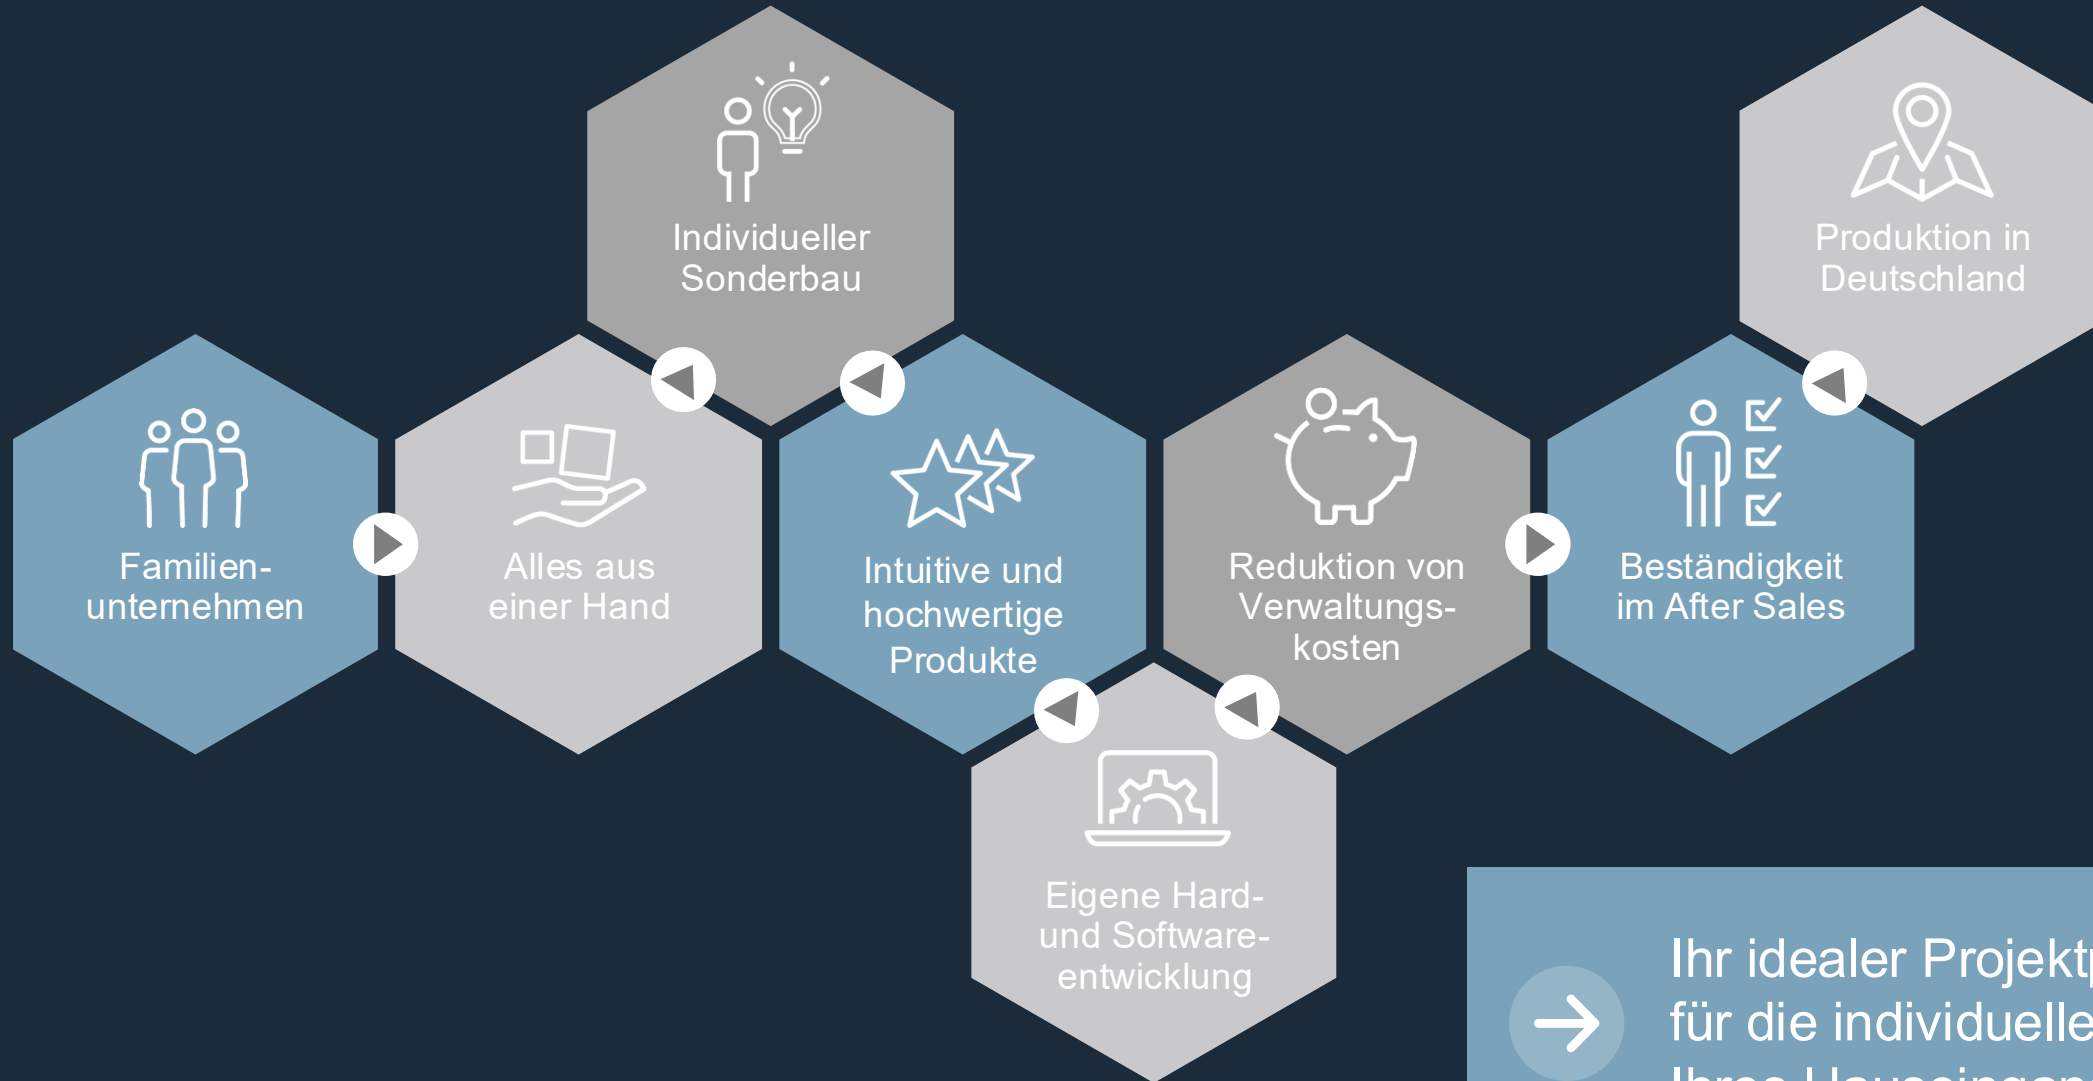 Individueller
Sonderbau
Produktion in
Deutschland
Familien-
unternehmen
Alles aus
einer Hand
Intuitive und
hochwertige
Produkte
Reduktion von
Verwaltungs-
kosten
Beständigkeit
im After Sales
Eigene Hard-
und Software-
entwicklung
Ihr idealer
für die individuelle
Ihres